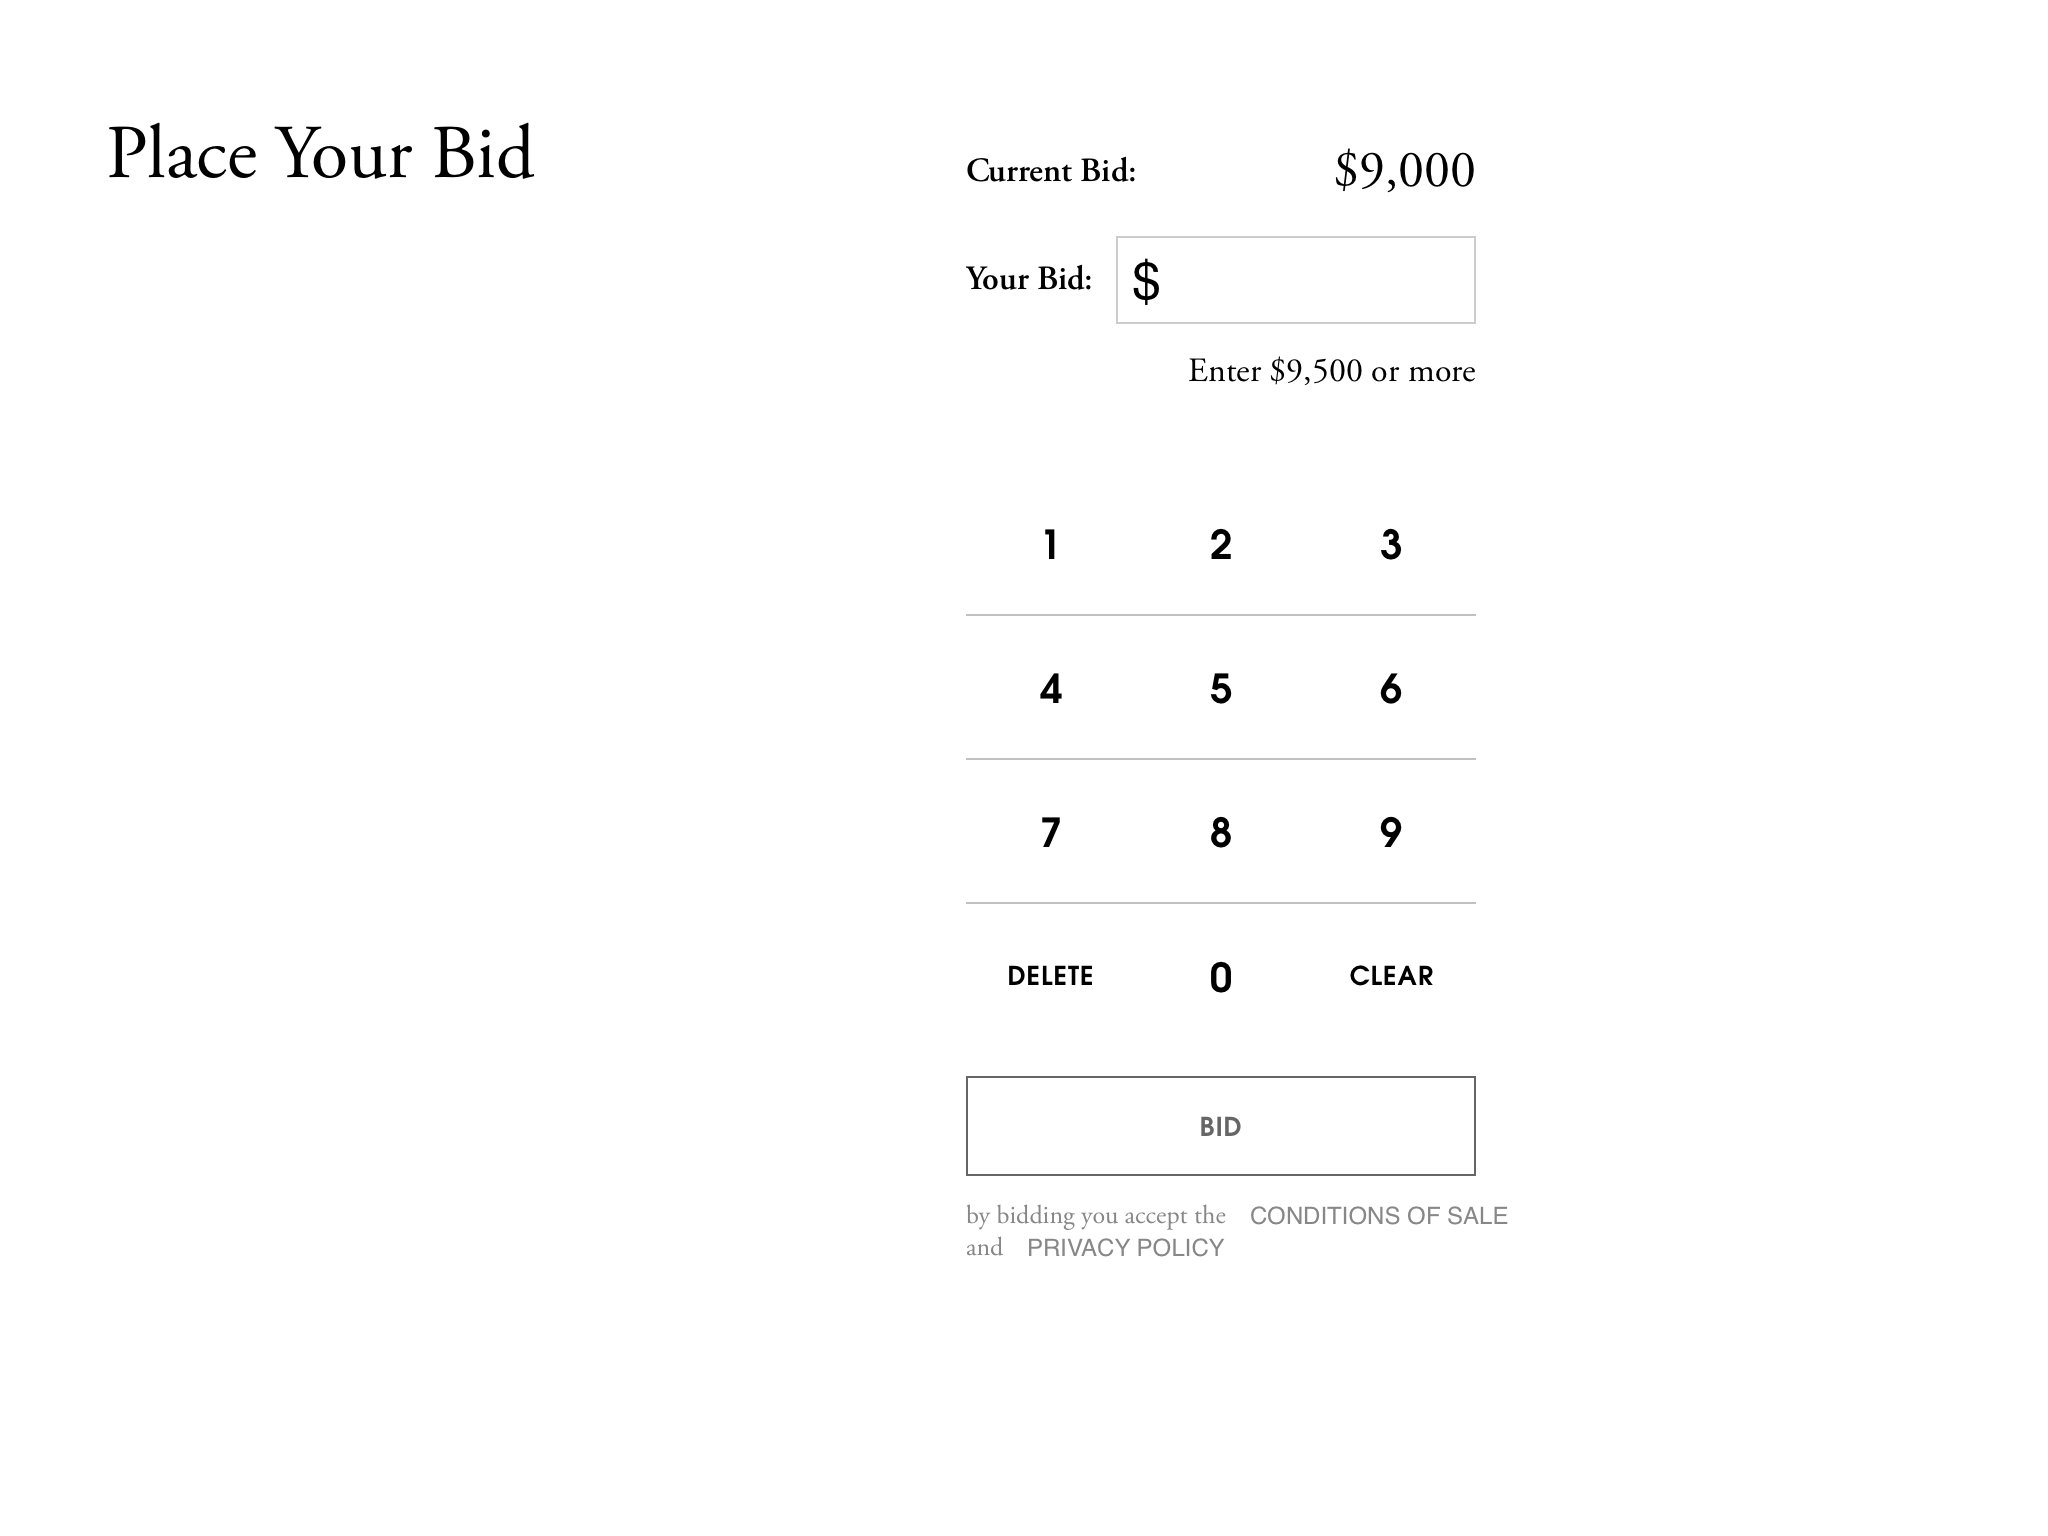 Place Your Bid
Current Bid: $9,000
Your Bid: $
Enter $9,500 or more
1 2 3
4 5 6
7 8 9
DELETE 0 CLEAR
BID
by bidding you accept the CONDITIONS OF SALE
and PRIVACY POLICY